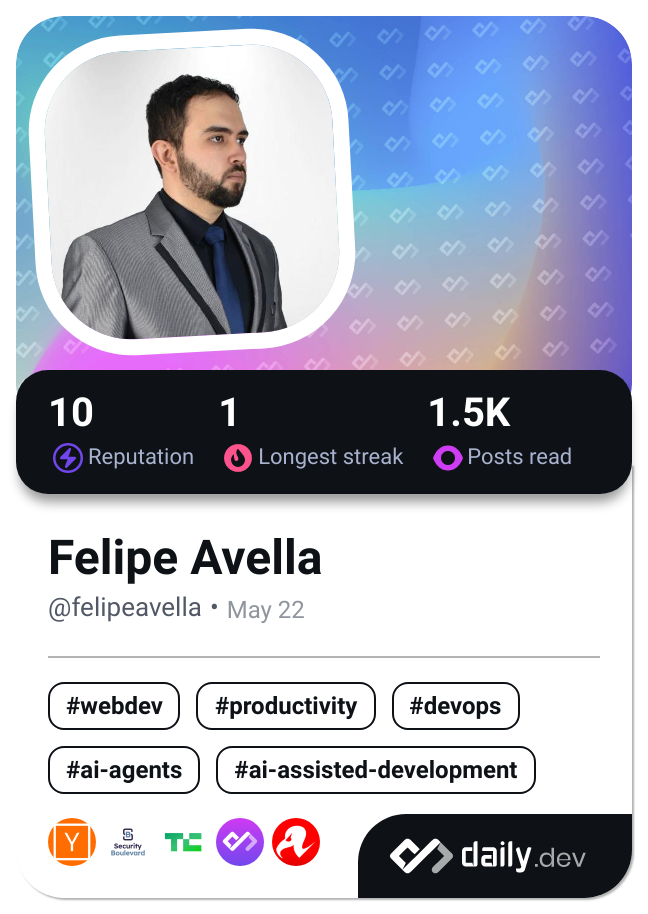 10 1 1.5K
Reputation Longest streak Posts read
Felipe Avella
@felipeavella • May 22
#webdev #productivity #devops
#ai-agents #ai-assisted-development
Y S Security Boulevard TC
daily.dev